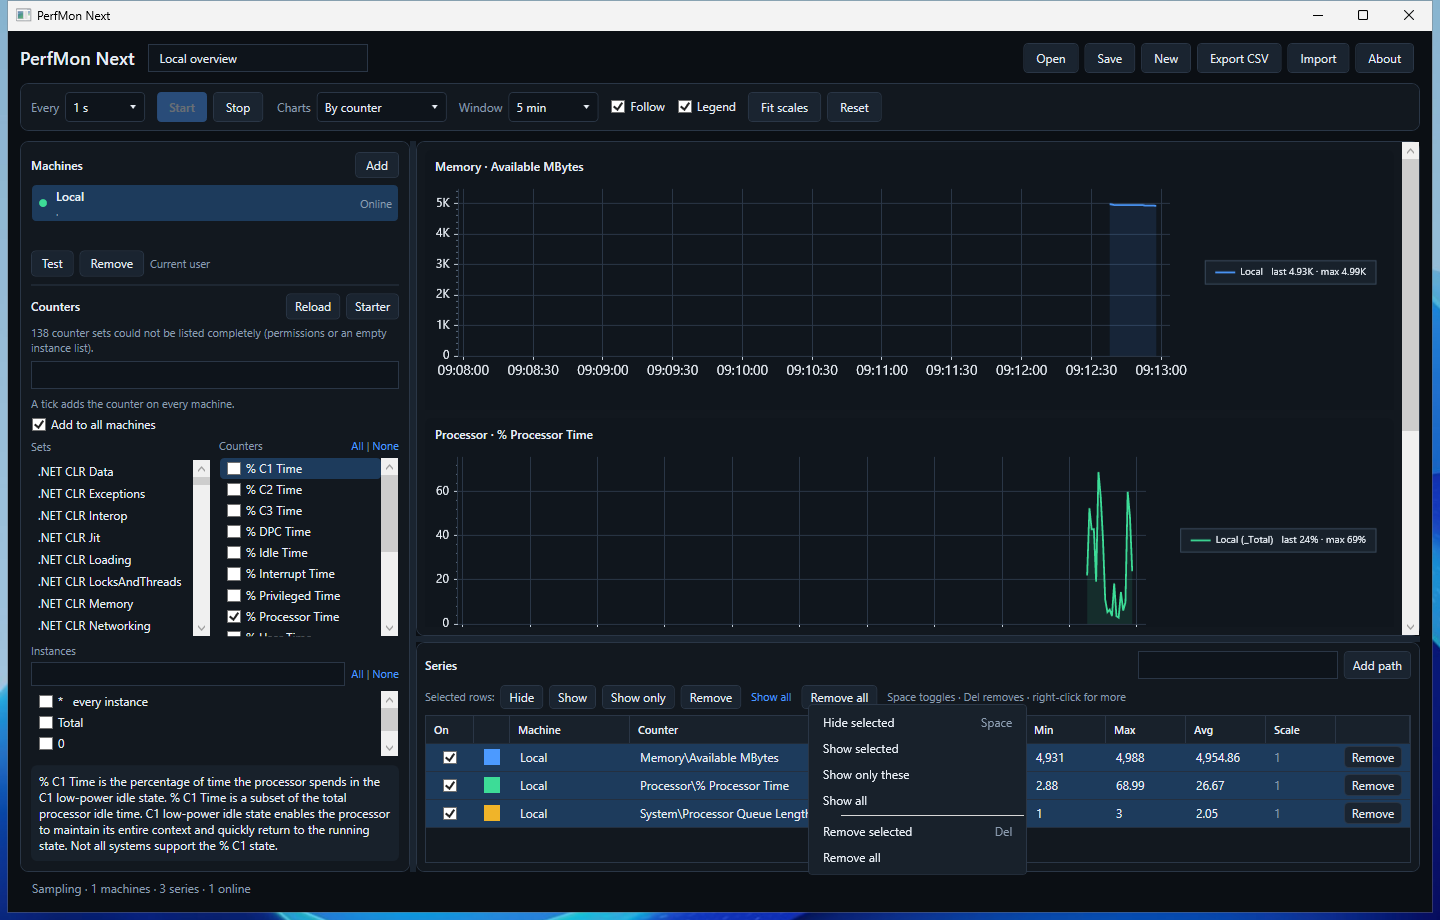 PerfMon Next
PerfMon Next
Local overview
Open
Save
New
Export CSV
Import
About
Every
1 s
Start
Stop
Charts
By counter
Window
5 min
Follow
Legend
Fit scales
Reset
Machines
Add
Local
.
Online
Test
Remove
Current user
Counters
Reload
Starter
138 counter sets could not be listed completely (permissions or an empty
instance list).
A tick adds the counter on every machine.
Add to all machines
Sets
.NET CLR Data
.NET CLR Exceptions
.NET CLR Interop
.NET CLR Jit
.NET CLR Loading
.NET CLR LocksAndThreads
.NET CLR Memory
.NET CLR Networking
Counters
All | None
% C1 Time
% C2 Time
% C3 Time
% DPC Time
% Idle Time
% Interrupt Time
% Privileged Time
% Processor Time
Instances
All | None
* every instance
Total
0
% C1 Time is the percentage of time the processor spends in the
C1 low-power idle state. % C1 Time is a subset of the total
processor idle time. C1 low-power idle state enables the processor
to maintain its entire context and quickly return to the running
state. Not all systems support the % C1 state.
Memory · Available MBytes
5K
4K
3K
2K
1K
0
09:08:00 09:08:30 09:09:00 09:09:30 09:10:00 09:10:30 09:11:00 09:11:30 09:12:00 09:12:30 09:13:00
Local last 4.93K · max 4.99K
Processor · % Processor Time
60
40
20
0
Local (_Total) last 24% · max 69%
Series
Add path
Selected rows:
Hide
Show
Show only
Remove
Show all
Remove all
Space toggles · Del removes · right-click for more
On Machine Counter Min Max Avg Scale
Local Memory\Available MBytes 4,931 4,988 4,954.86 1 Remove
Local Processor\% Processor Time 2.88 68.99 26.67 1 Remove
Local System\Processor Queue Length 1 3 2.05 1 Remove
Hide selected Space
Show selected
Show only these
Show all
Remove selected Del
Remove all
Sampling · 1 machines · 3 series · 1 online